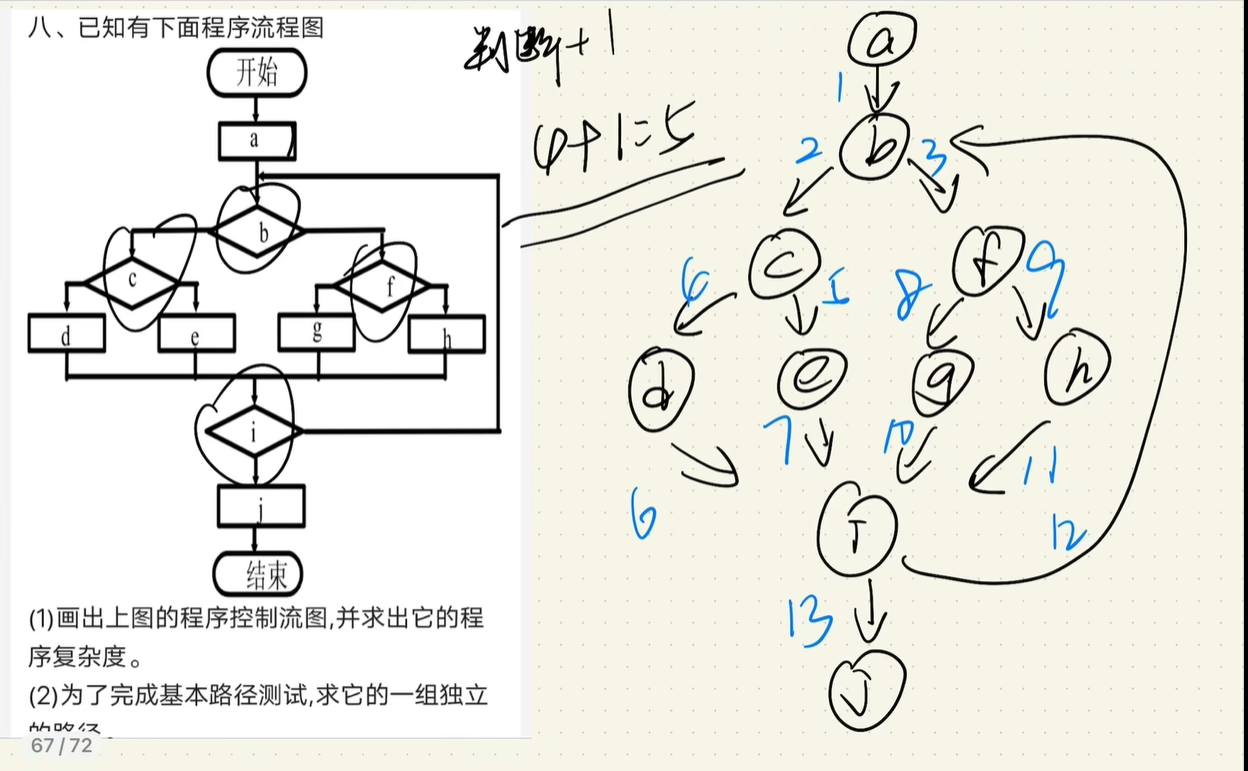 八、已知有下面程序流程图
开始
a
b
c
f
d
e
g
h
i
j
结束
(1)画出上图的程序控制流图,并求出它的程
序复杂度。
(2)为了完成基本路径测试,求它的一组独立
的路径。
67 / 72
判断+1
4+1=5
a
1
b
2
3
c
f
4
5
8
9
d
e
g
h
6
7
10
11
i
12
13
j